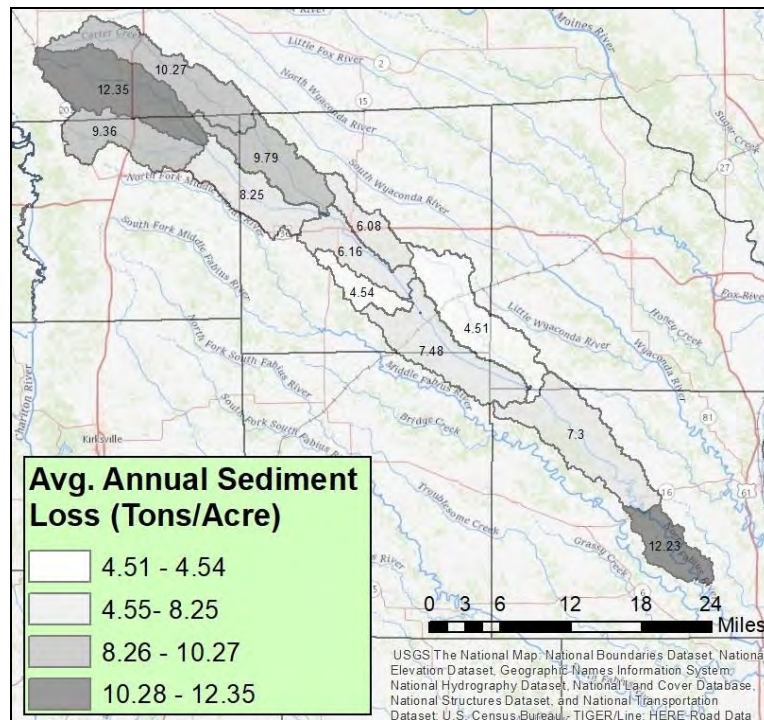 Moines River
Carter Creek
Little Fox River
2
10.27
North Wyaconda River
15
12.35
Sugar Creek
9.36
9.79
27
South Wyaconda River
8.25
North Fork Middle
South Fork Middle Fabius River
6.08
6.16
Fox River
4.54
4.51
Little Wyaconda River
Honey Creek
Wyaconda River
North Fork South Fabius River
7.48
Middle Fabius River
Chariton River
South Fork South Fabius River
Bridge Creek
81
Kirksville
7.3
61
16
Troublesome Creek
12.23
Grassy Creek
Avg. Annual Sediment
Loss (Tons/Acre)
4.51 - 4.54
4.55- 8.25
8.26 - 10.27
10.28 - 12.35
0 3 6 12 18 24
Miles
USGS The National Map: National Boundaries Dataset, Nationa
Elevation Dataset, Geographic Names Information System,
National Hydrography Dataset, National Land Cover Database,
National Structures Dataset, and National Transportation
Dataset; U.S. Census Bureau - TIGER/Line; HERE Road Data